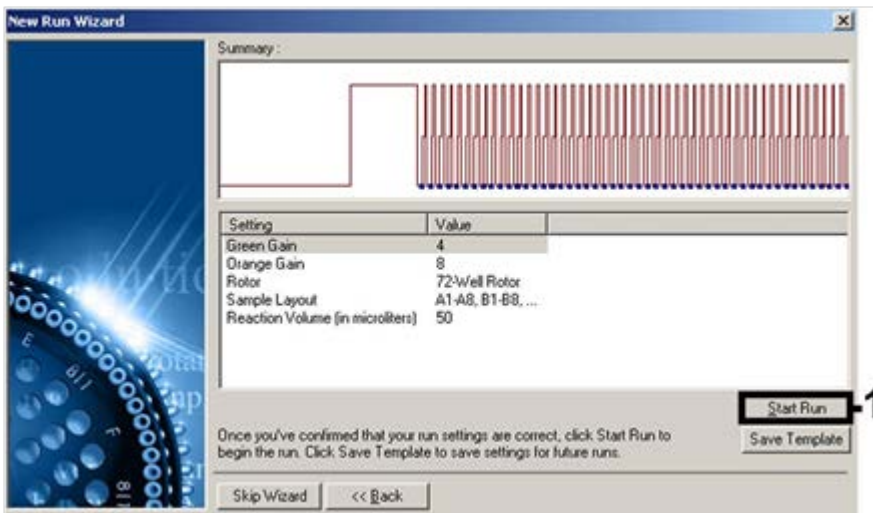 New Run Wizard
Summary :
Setting Value
Green Gain 4
Orange Gain 8
Rotor 72-Well Rotor
Sample Layout A1-A8, B1-B8, ...
Reaction Volume (in microliters) 50
Start Run
1
Once you've confirmed that your run settings are correct, click Start Run to
begin the run. Click Save Template to save settings for future runs.
Save Template
Skip Wizard << Back